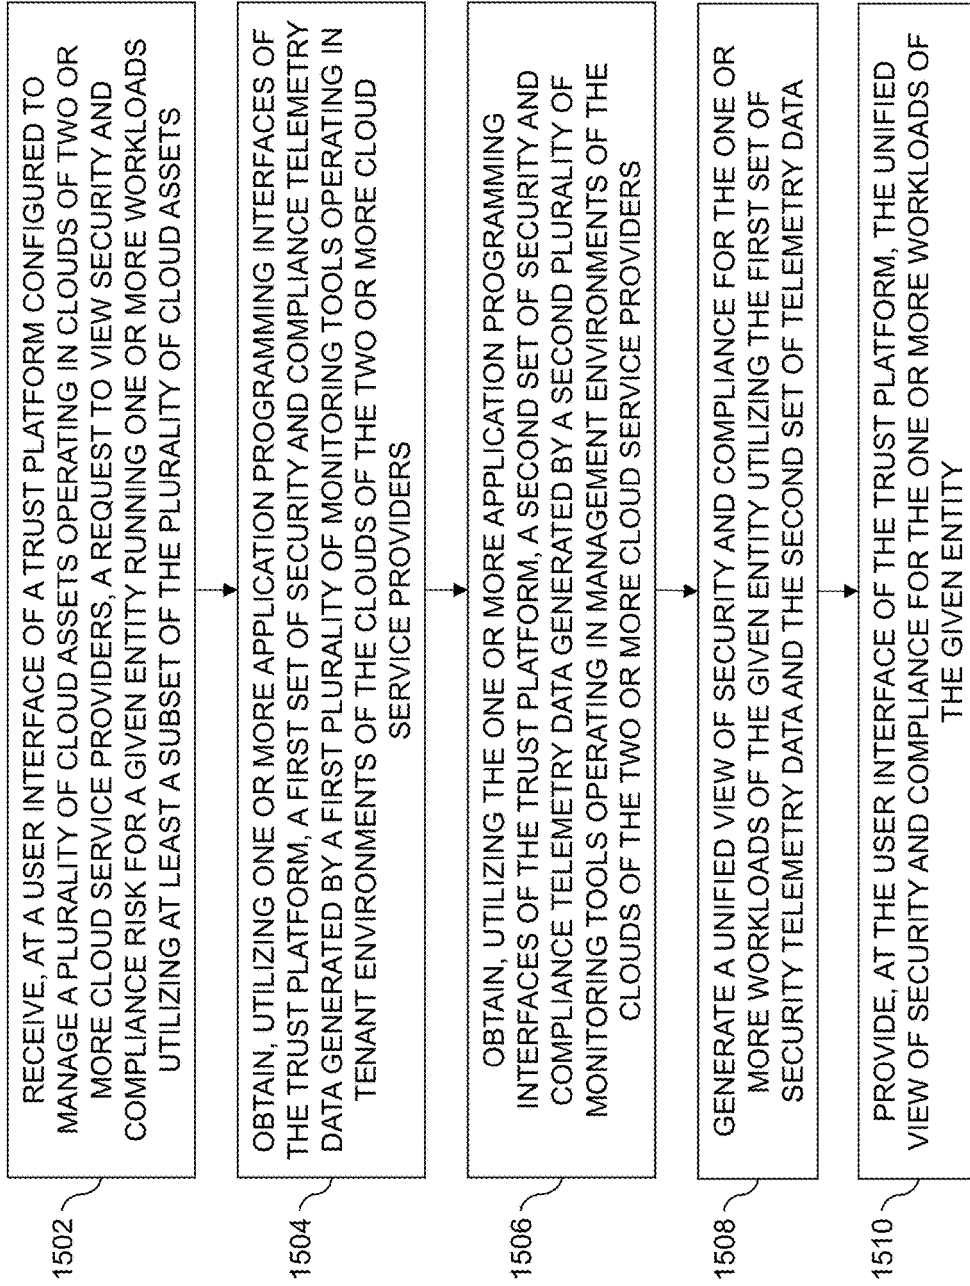 1502
RECEIVE, AT A USER INTERFACE OF A TRUST PLATFORM CONFIGURED TO
MANAGE A PLURALITY OF CLOUD ASSETS OPERATING IN CLOUDS OF TWO OR
MORE CLOUD SERVICE PROVIDERS, A REQUEST TO VIEW SECURITY AND
COMPLIANCE RISK FOR A GIVEN ENTITY RUNNING ONE OR MORE WORKLOADS
UTILIZING AT LEAST A SUBSET OF THE PLURALITY OF CLOUD ASSETS
1504
OBTAIN, UTILIZING ONE OR MORE APPLICATION PROGRAMMING INTERFACES OF
THE TRUST PLATFORM, A FIRST SET OF SECURITY AND COMPLIANCE TELEMETRY
DATA GENERATED BY A FIRST PLURALITY OF MONITORING TOOLS OPERATING IN
TENANT ENVIRONMENTS OF THE CLOUDS OF THE TWO OR MORE CLOUD
SERVICE PROVIDERS
1506
OBTAIN, UTILIZING THE ONE OR MORE APPLICATION PROGRAMMING
INTERFACES OF THE TRUST PLATFORM, A SECOND SET OF SECURITY AND
COMPLIANCE TELEMETRY DATA GENERATED BY A SECOND PLURALITY OF
MONITORING TOOLS OPERATING IN MANAGEMENT ENVIRONMENTS OF THE
CLOUDS OF THE TWO OR MORE CLOUD SERVICE PROVIDERS
1508
GENERATE A UNIFIED VIEW OF SECURITY AND COMPLIANCE FOR THE ONE OR
MORE WORKLOADS OF THE GIVEN ENTITY UTILIZING THE FIRST SET OF
SECURITY TELEMETRY DATA AND THE SECOND SET OF TELEMETRY DATA
1510
PROVIDE, AT THE USER INTERFACE OF THE TRUST PLATFORM, THE UNIFIED
VIEW OF SECURITY AND COMPLIANCE FOR THE ONE OR MORE WORKLOADS OF
THE GIVEN ENTITY